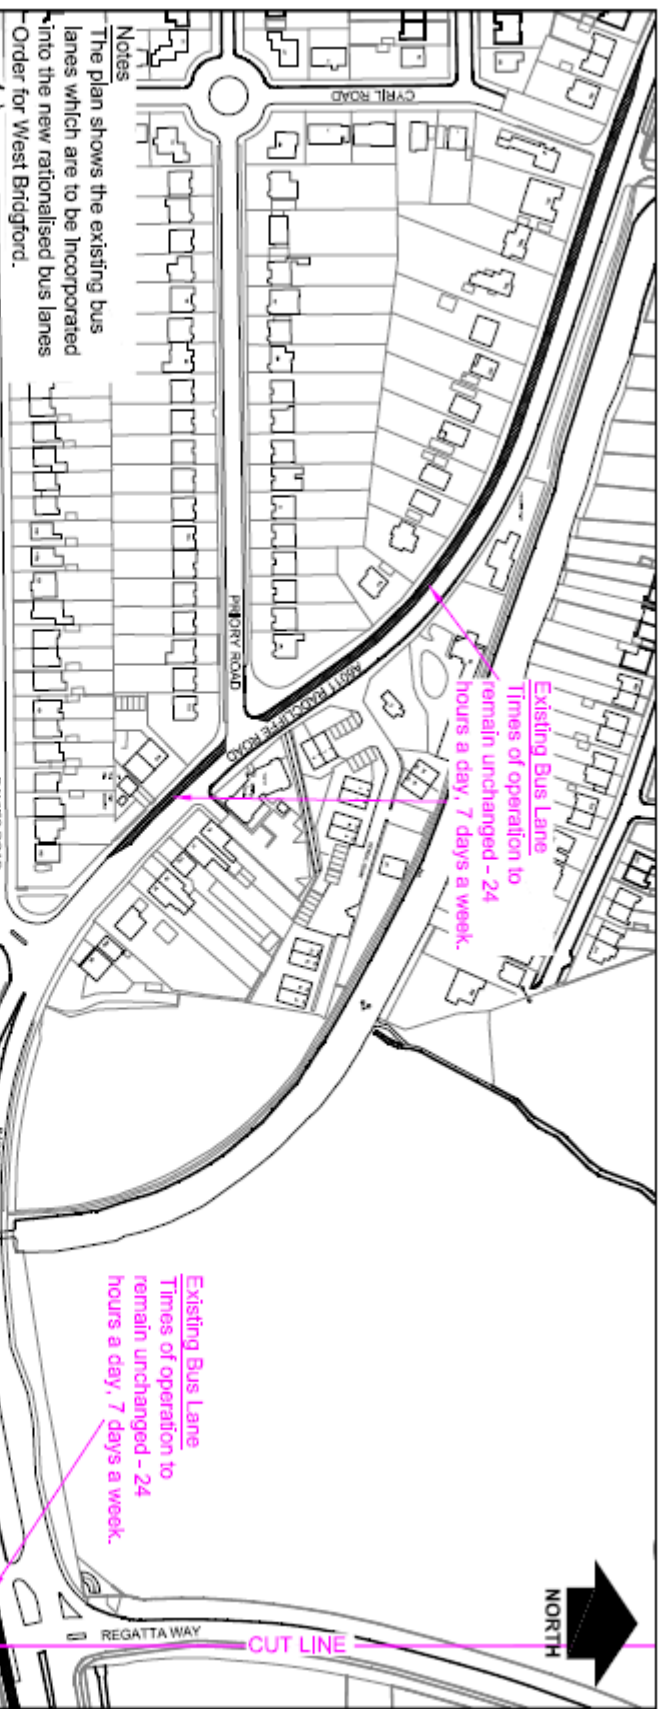 CYRIL ROAD
Notes
The plan shows the existing bus
lanes which are to be incorporated
into the new rationalised bus lanes
Order for West Bridgford.
PRIORY ROAD
A6011 RADCLIFFE ROAD
Existing Bus Lane
Times of operation to
remain unchanged - 24
hours a day, 7 days a week.
Existing Bus Lane
Times of operation to
remain unchanged - 24
hours a day, 7 days a week.
NORTH
REGATTA WAY
CUT LINE